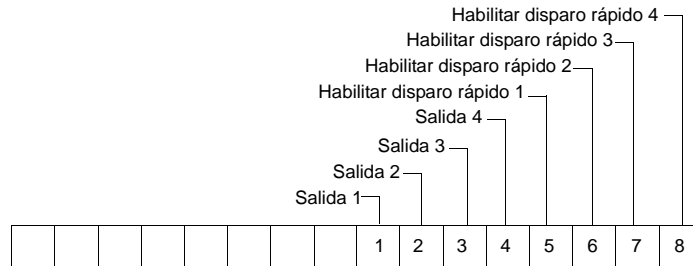 Habilitar disparo rápido 4
Habilitar disparo rápido 3
Habilitar disparo rápido 2
Habilitar disparo rápido 1
Salida 4
Salida 3
Salida 2
Salida 1
1 2 3 4 5 6 7 8